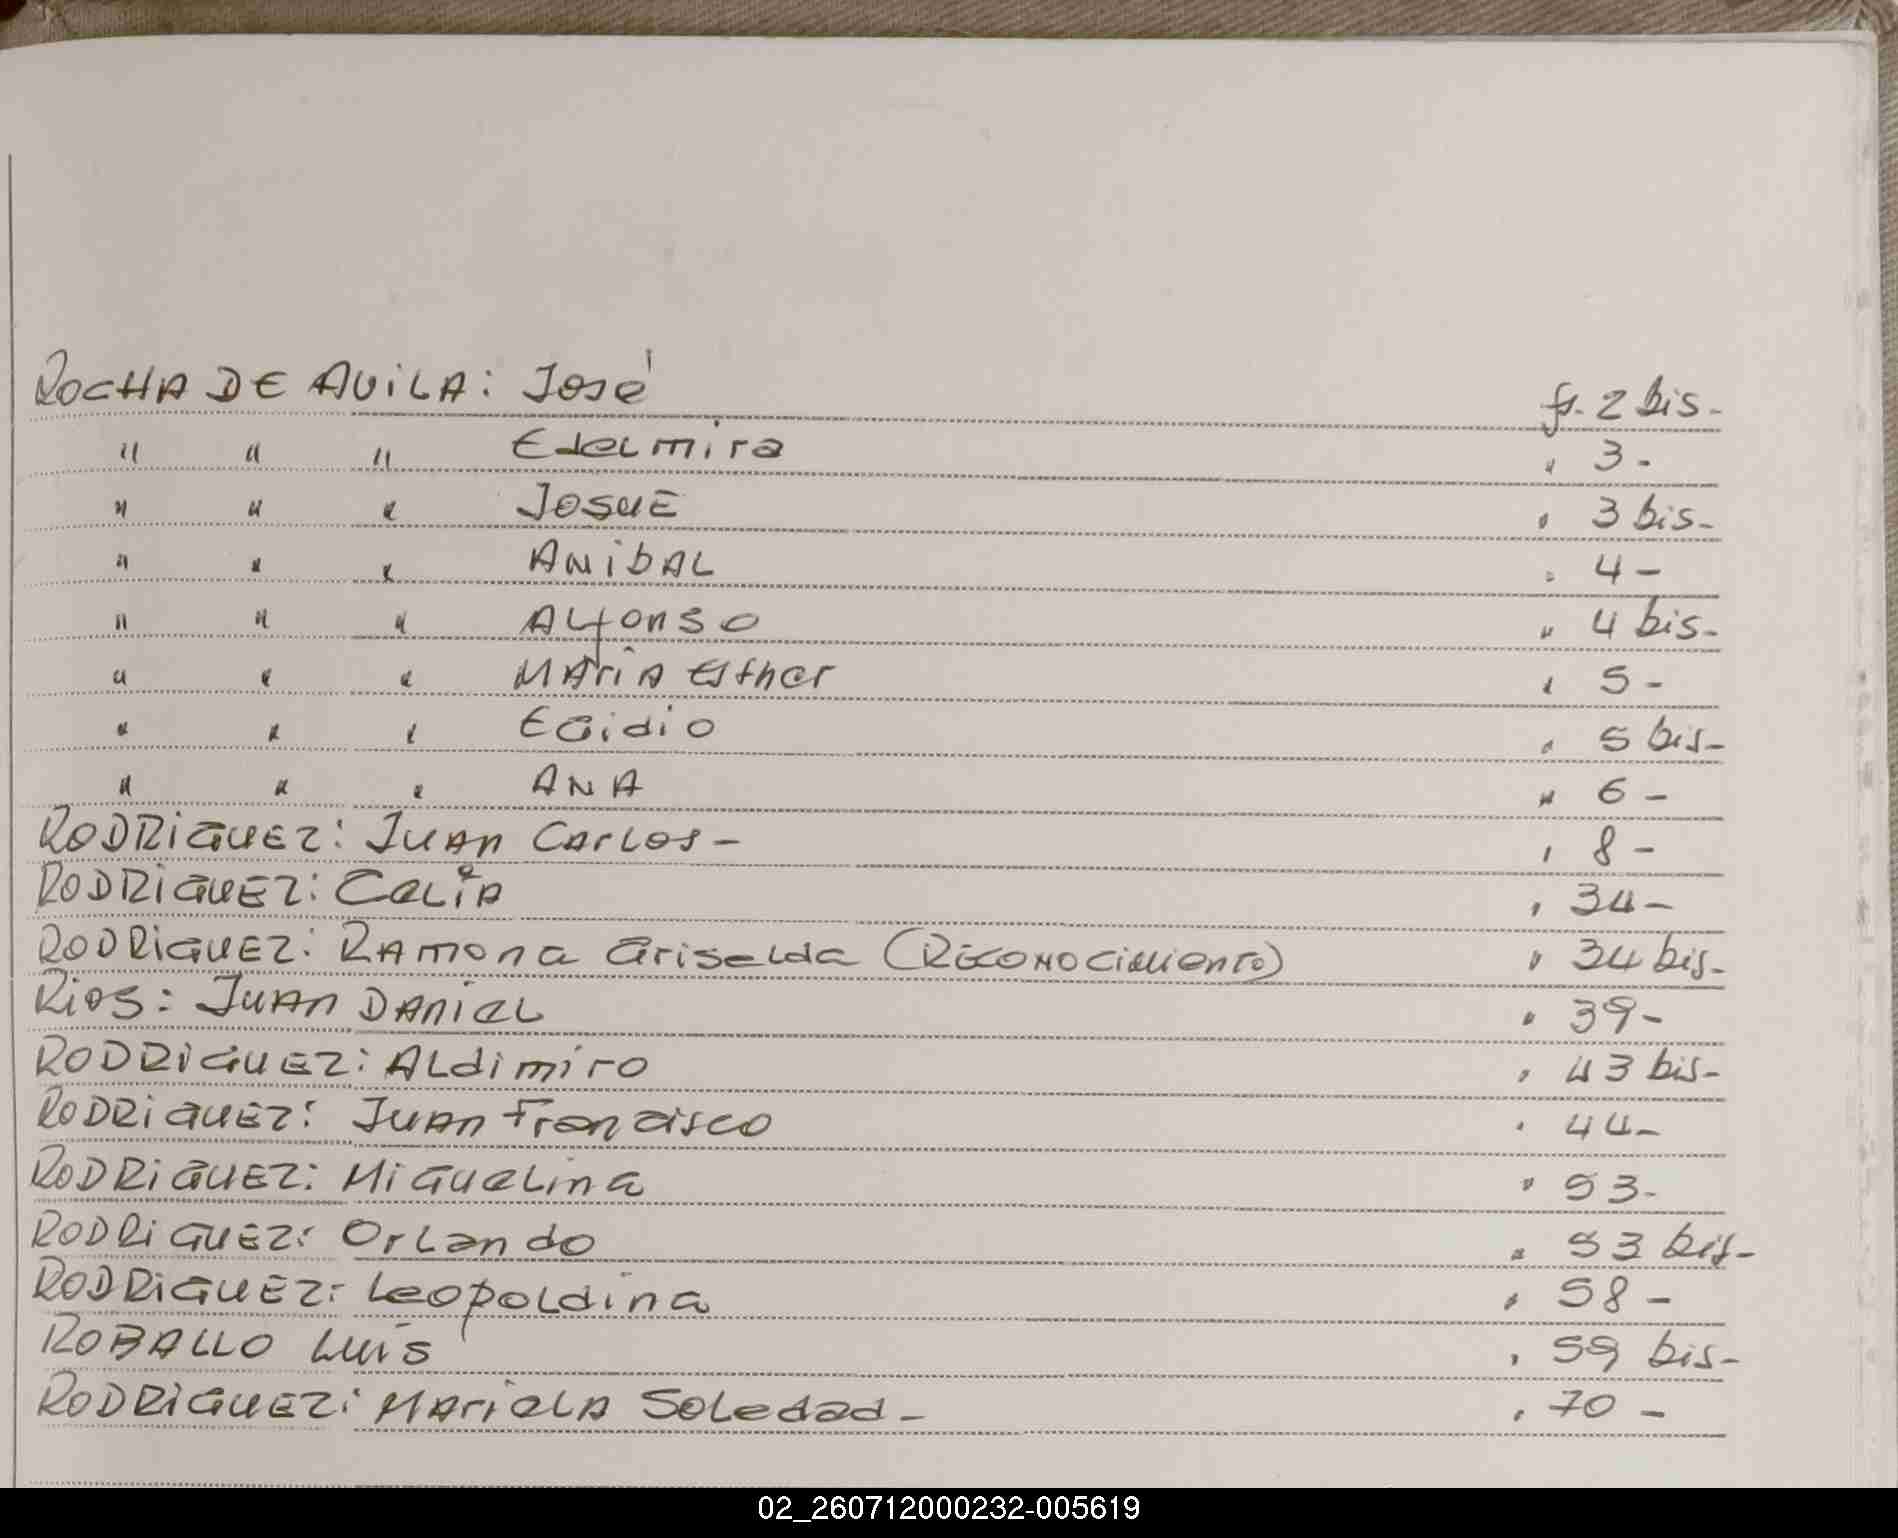 ROCHA DE AVILA: José fs. 2 bis-
" " " Edelmira " 3-
" " " JOSUE " 3 bis-
" " " ANIBAL " 4-
" " " ALfonso " 4 bis-
" " " MARIA Esther " 5-
" " " EGidio " 5 bis-
" " " ANA " 6-
RODRIGUEZ: JUAN CARLOS- " 8-
RODRIGUEZ: CELIA " 34-
RODRIGUEZ: RAMONA Griselda (RECONOCIMIENTO) " 34 bis-
RIOS: JUAN DANIEL " 39-
RODRIGUEZ: ALdimiro " 43 bis-
RODRIGUEZ: JUAN Francisco " 44-
RODRIGUEZ: MIGUELina " 53-
RODRIGUEZ: OrLando " 53 bis-
RODRIGUEZ: LeopoLdina " 58-
ROBALLO LUIS " 59 bis-
RODRIGUEZ: MARIELA SoLedad- " 70-
02_260712000232-005619